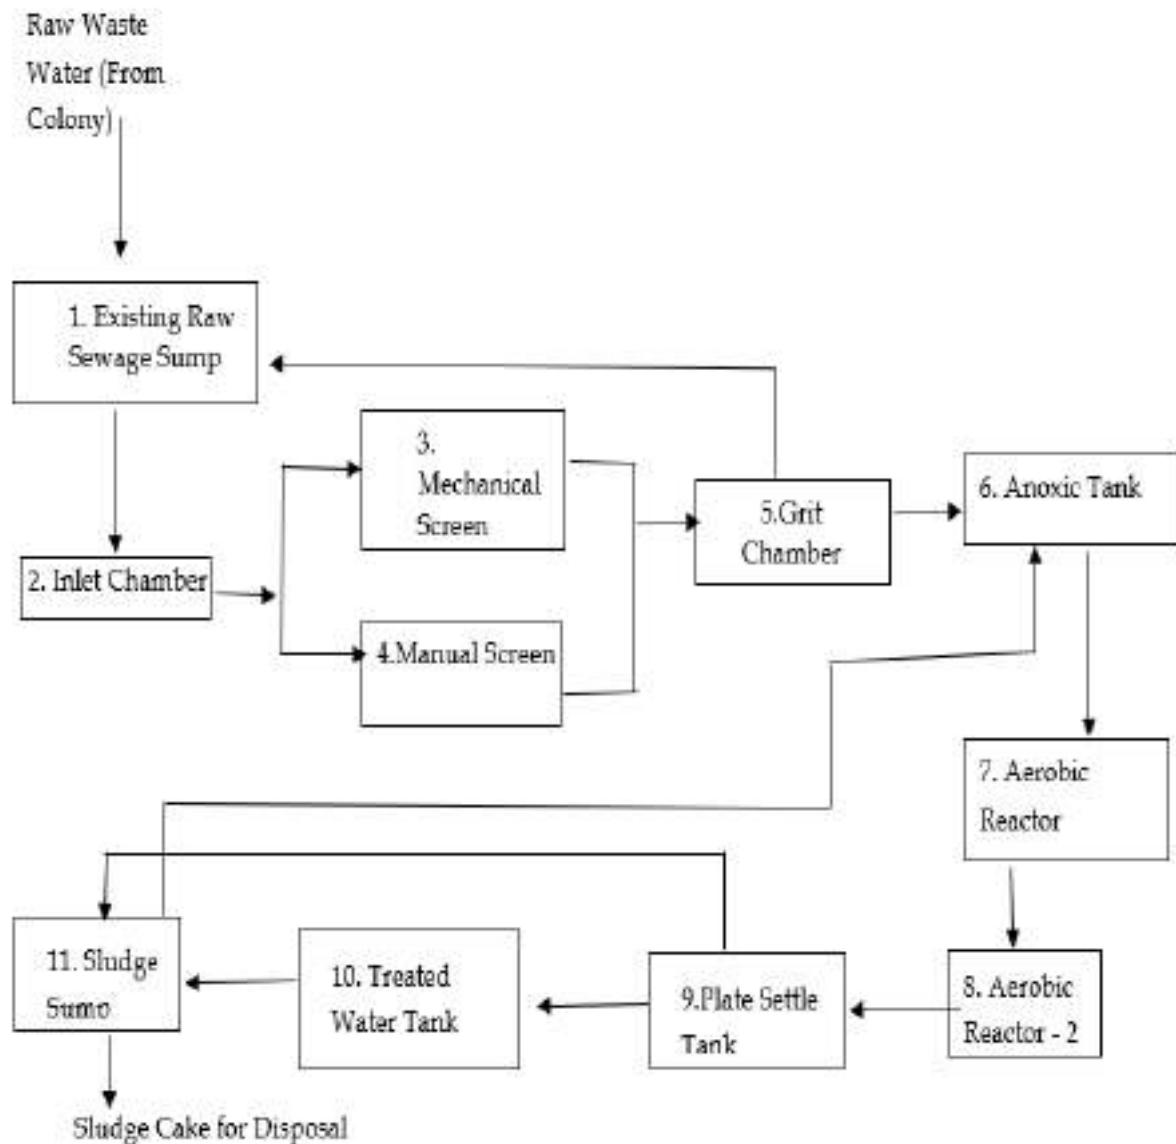 Raw Waste
Water (From
Colony)
1. Existing Raw
Sewage Sump
2. Inlet Chamber
3.
Mechanical
Screen
4.Manual Screen
5.Grit
Chamber
6. Anoxic Tank
7. Aerobic
Reactor
8. Aerobic
Reactor - 2
9.Plate Settle
Tank
10. Treated
Water Tank
11. Sludge
Sumo
Sludge Cake for Disposal